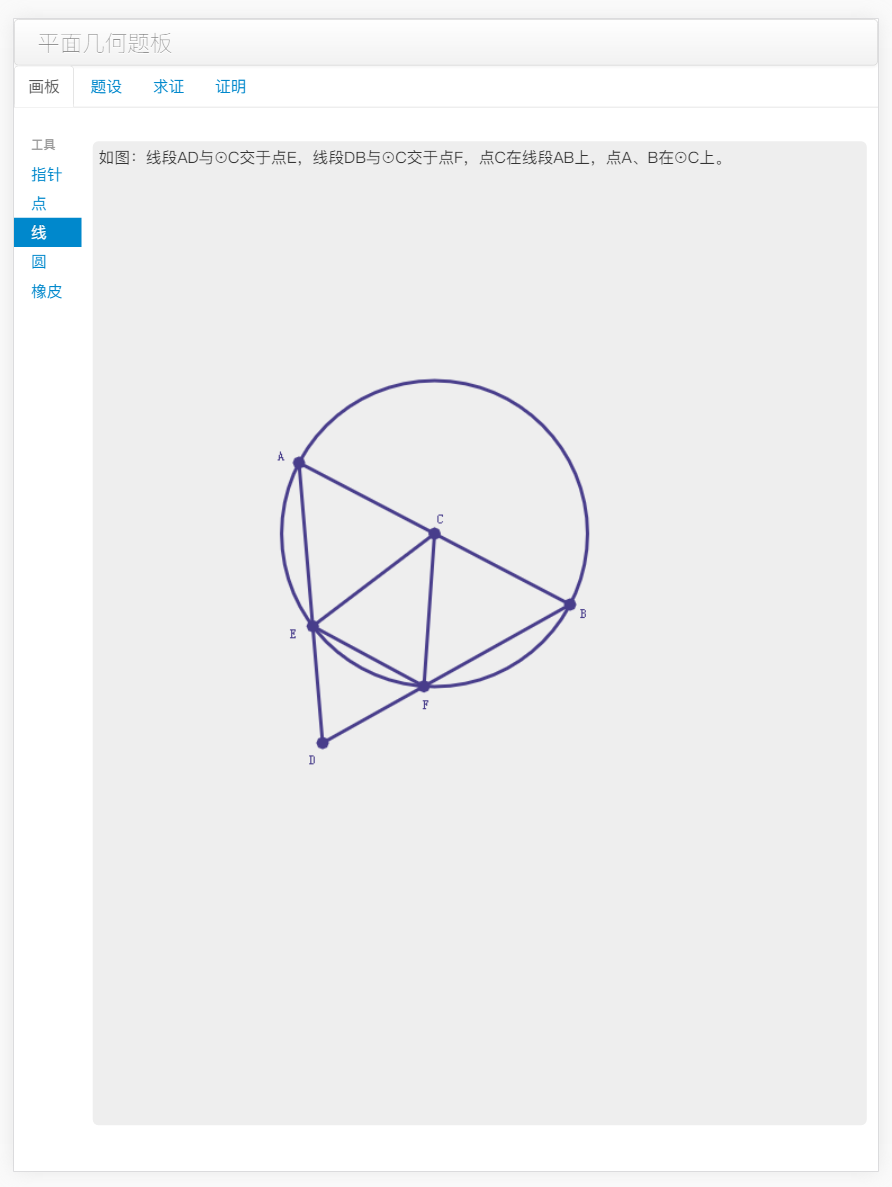 平面几何题板
画板 题设 求证 证明
工具
指针
点
线
圆
橡皮
如图：线段AD与⊙C交于点E，线段DB与⊙C交于点F，点C在线段AB上，点A、B在⊙C上。
A
C
B
E
F
D